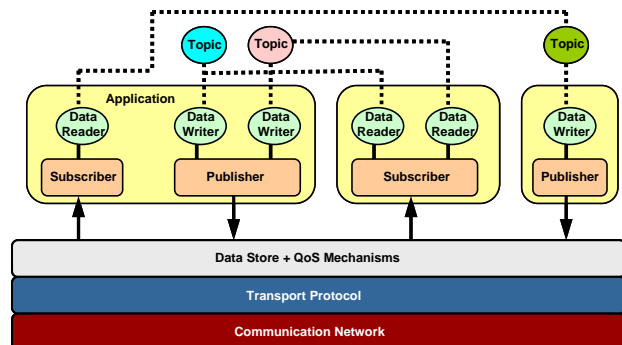 Topic
Topic
Topic
Application
Data
Reader
Data
Writer
Data
Writer
Data
Reader
Data
Reader
Data
Writer
Subscriber
Publisher
Subscriber
Publisher
Data Store + QoS Mechanisms
Transport Protocol
Communication Network